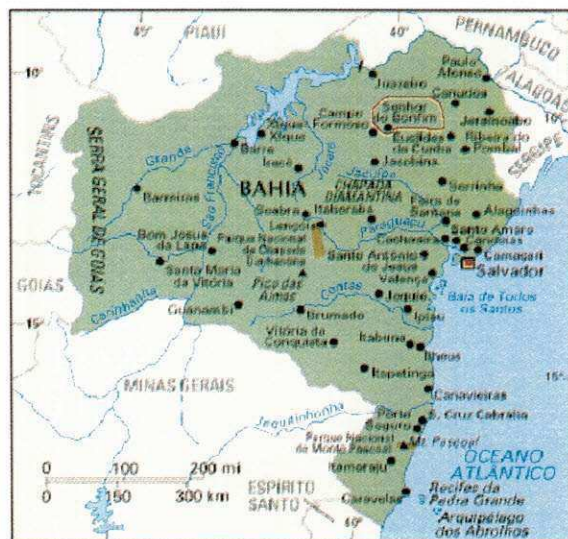 45°
PIAUÍ
40
PERNAMBUCO
10°
Juazeiro
Paulo
Afonso
ALAGOAS
Canudos
Senhor
do Bonfim
Campo
Formoso
Jeremoabo
10°
Xique-
Xique
Euclides
da Cunha
Ribeira do
Pombal
SERGIPE
TOCANTINS
SERRA GERAL DE GOIAS
Grande
Barra
São Francisco
Jacaré
Irecê
Jacobina
Jacuípe
Serrinha
BAHIA
CHAPADA
DIAMANTINA
Barreiras
Seabra
Itaberaba
Feira de
Santana
Alagoinhas
Lençóis
Paraguaçu
Santo Amaro
Bom Jesus
da Lapa
Parque Nacional
da Chapada
Diamantina
Cachoeira
Candeias
Camaçari
Santo Antônio
de Jesus
Salvador
Santa Maria
da Vitória
Pico das
Almas
Valença
GOIÁS
Baía de Todos
os Santos
Contas
Jequié
Carinhanha
Guanambi
Brumado
Ipiaú
15°
Vitória da
Conquista
Itabuna
Ilhéus
MINAS GERAIS
Itapetinga
15°
Canavieiras
Jequitinhonha
Porto
Seguro
S. Cruz Cabrália
Parque Nacional
de Monte Pascoal
Mt. Pascoal
0 100 200 mi
Itamaraju
OCEANO
ATLÂNTICO
0 150 300 km
ESPÍRITO
SANTO
Caravelas
Recifes da
Pedra Grande
40°
Arquipélago
dos Abrolhos